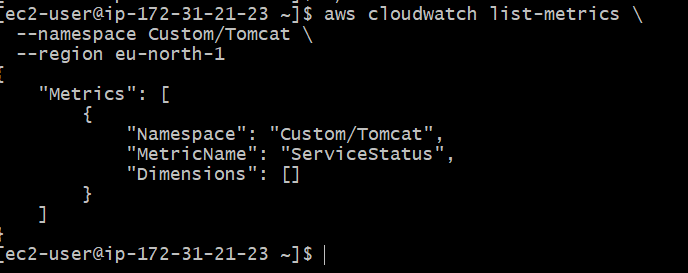 [ec2-user@ip-172-31-21-23 ~]$ aws cloudwatch list-metrics \
  --namespace Custom/Tomcat \
  --region eu-north-1
{
    "Metrics": [
        {
            "Namespace": "Custom/Tomcat",
            "MetricName": "ServiceStatus",
            "Dimensions": []
        }
    ]
}
[ec2-user@ip-172-31-21-23 ~]$